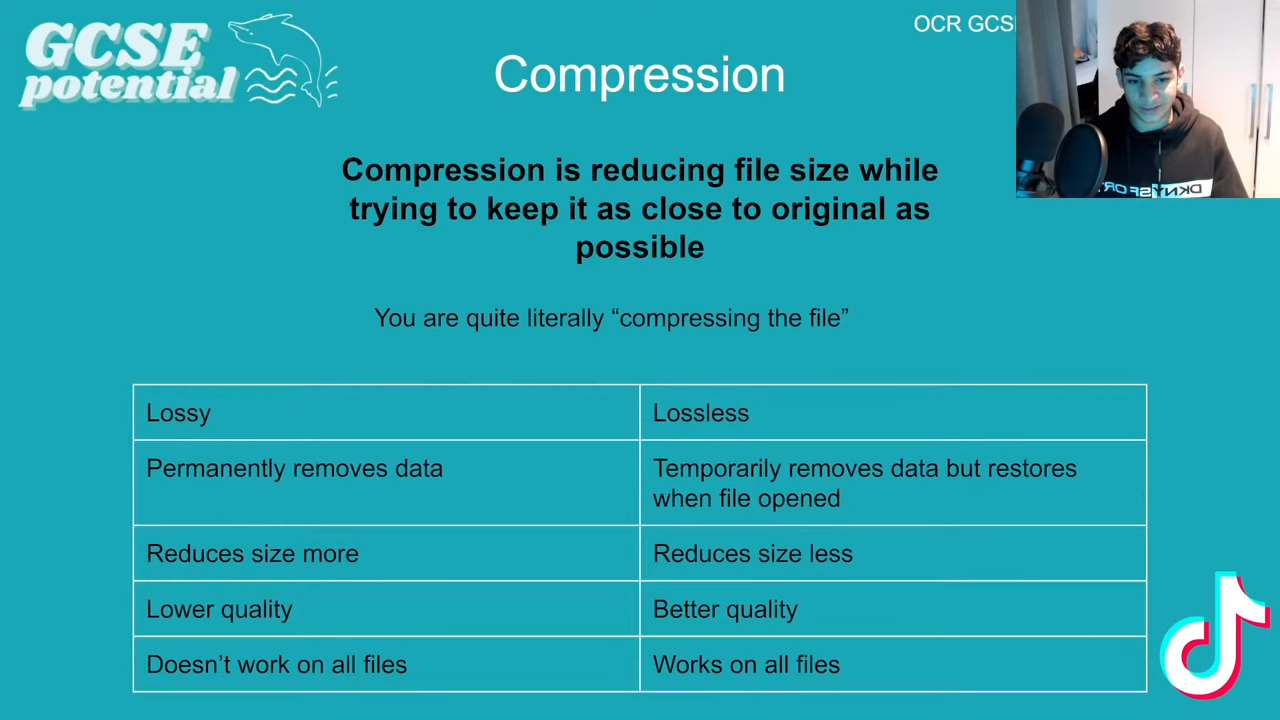 GCSE
potential
OCR GCS
Compression
Compression is reducing file size while
trying to keep it as close to original as
possible
You are quite literally “compressing the file”
Lossy
Lossless
Permanently removes data
Temporarily removes data but restores
when file opened
Reduces size more
Reduces size less
Lower quality
Better quality
Doesn’t work on all files
Works on all files
DKNY SPORT